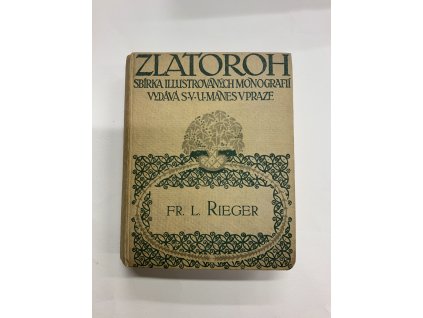 ZLATOROH
SBÍRKA ILLUSTROVANÝCH MONOGRAFIÍ
VYDÁVÁ S·V·U·MÁNES V PRAZE
FR. L. RIEGER